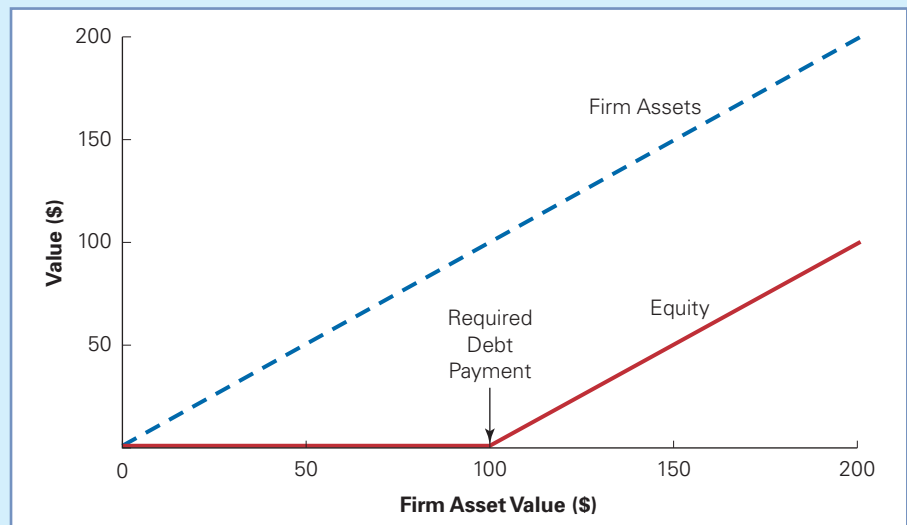 200
150
100
50
Value ($)
Firm Assets
Equity
Required
Debt
Payment
0
50
100
150
200
Firm Asset Value ($)